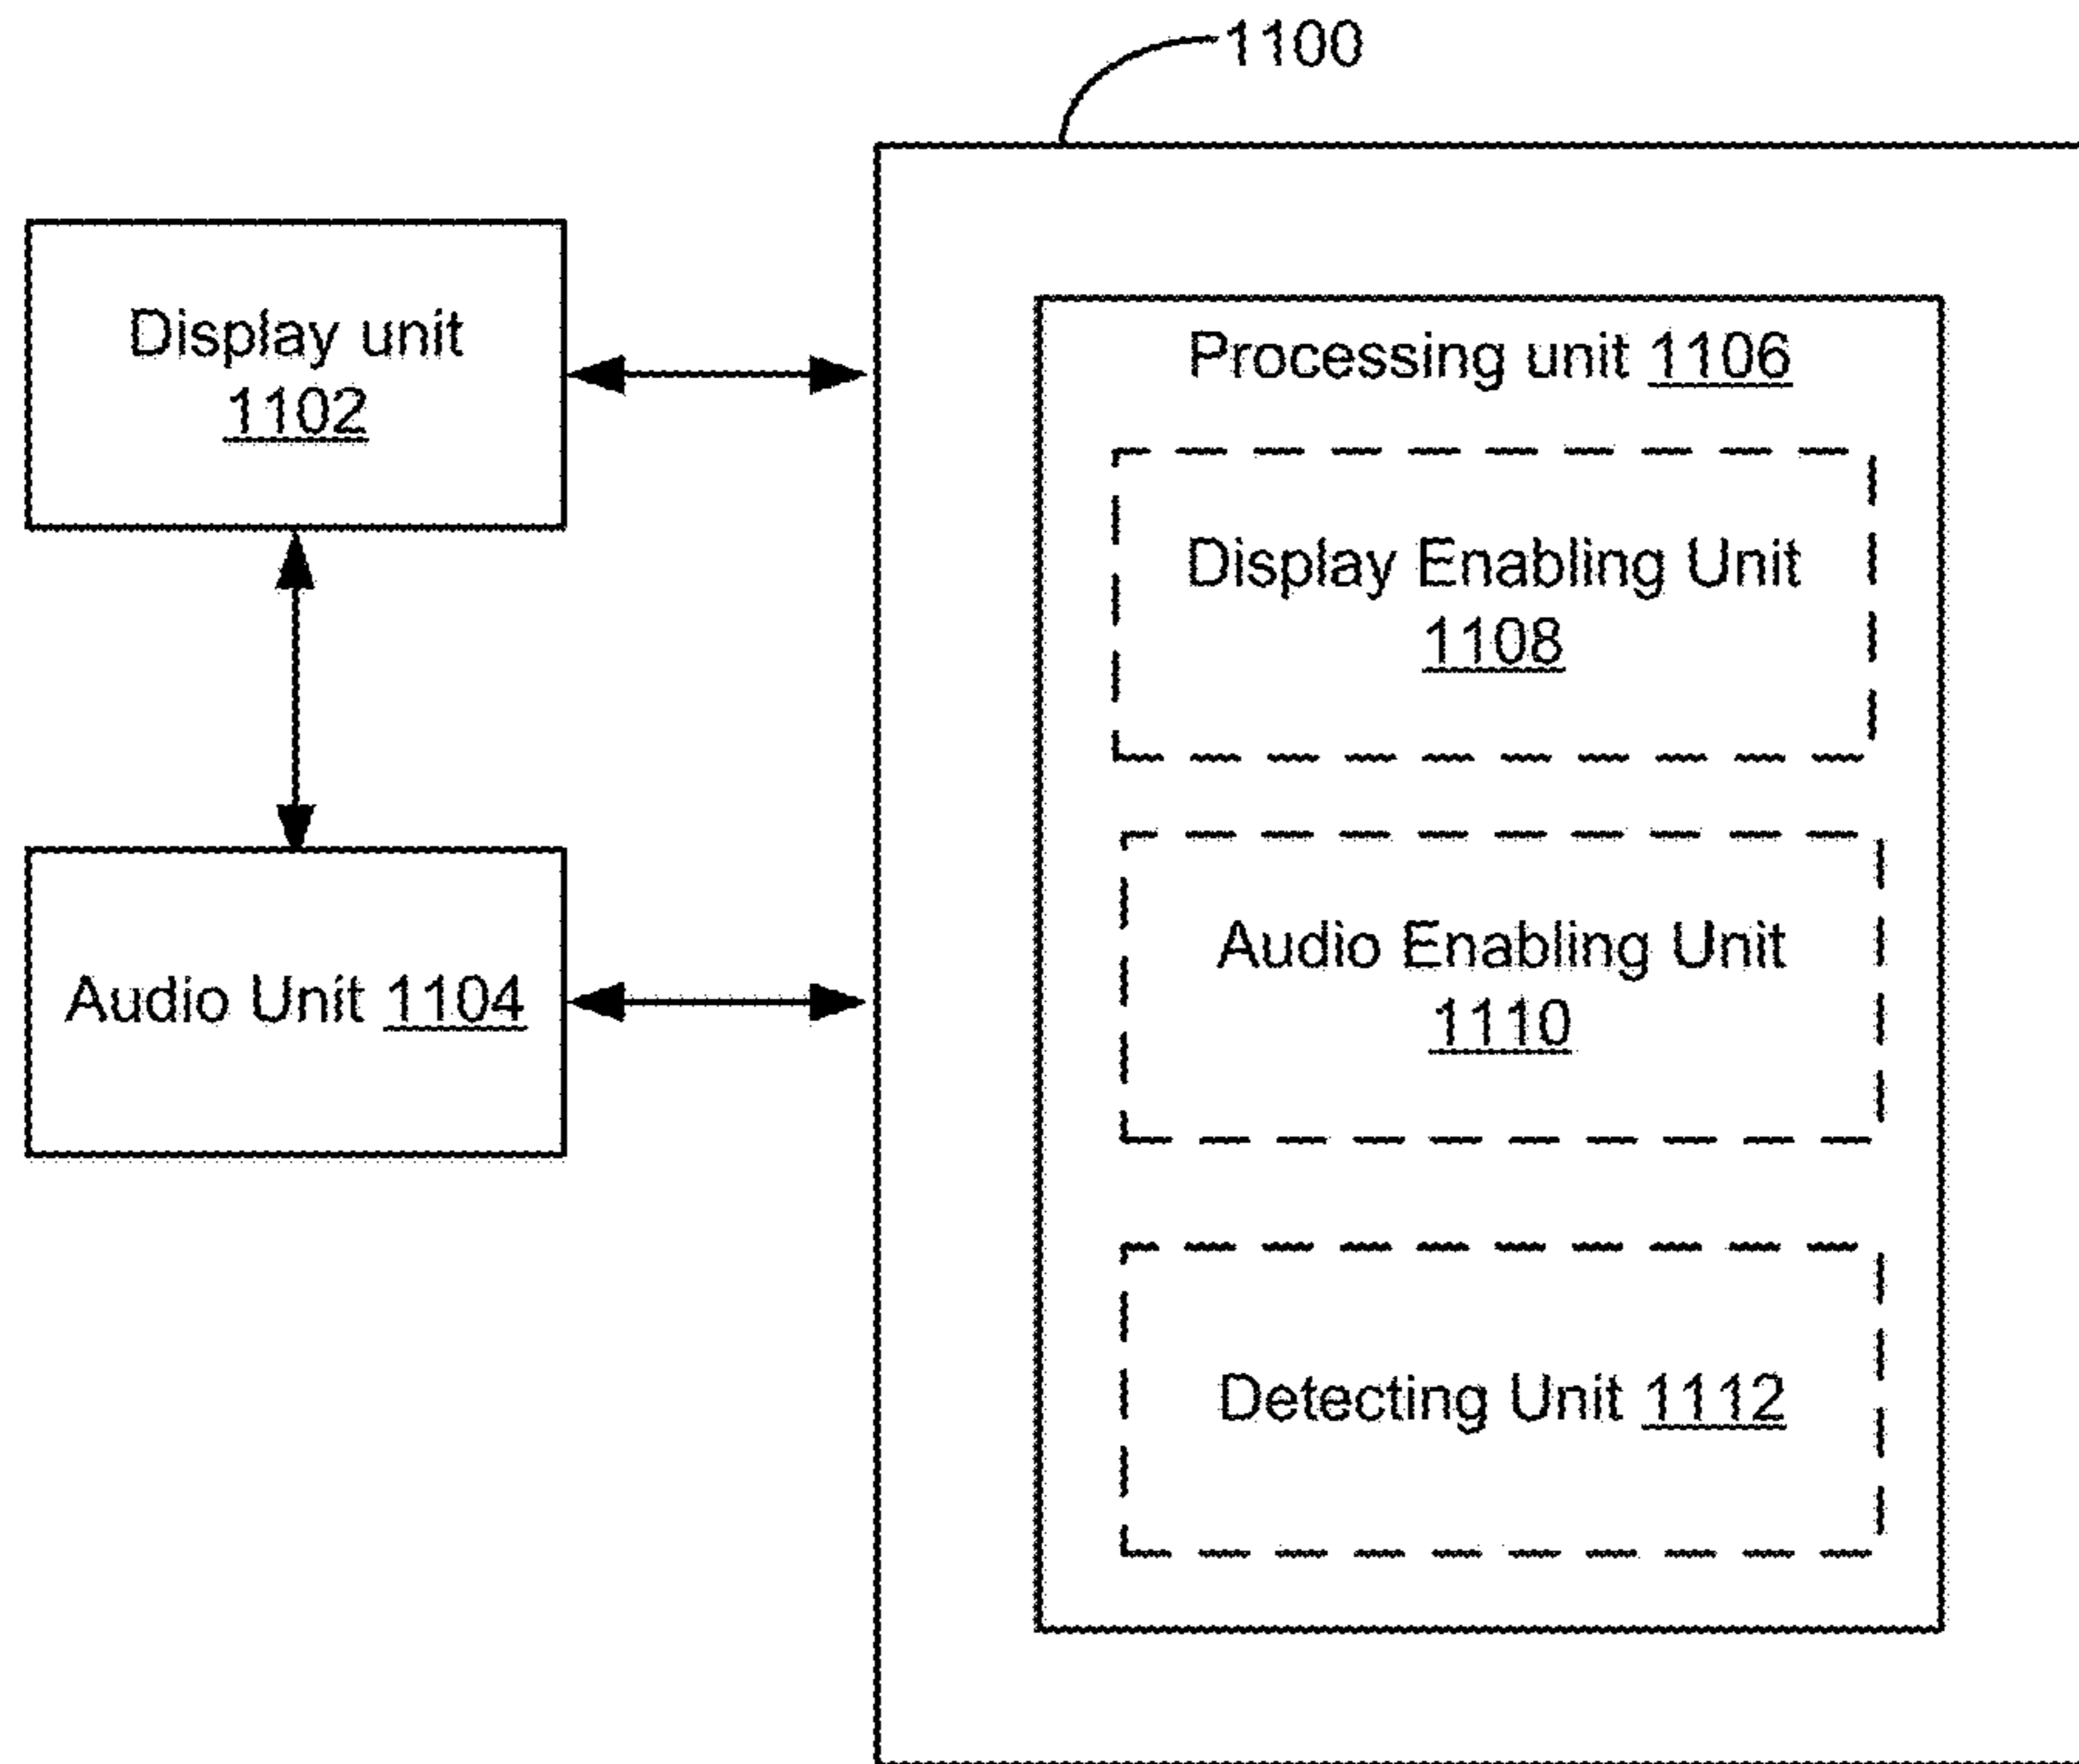 1100
Display unit
1102
Processing unit 1106
Display Enabling Unit
1108
Audio Enabling Unit
1110
Audio Unit 1104
Detecting Unit 1112